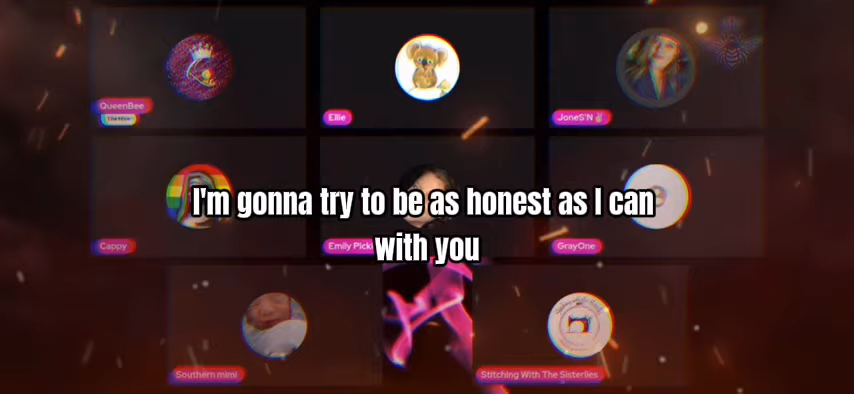 QueenBee
Ellie
JoneS'N ✌
I'm gonna try to be as honest as I can
with you
Cappy
Emily
GrayOne
Southern mimi
Stitching With The Sisterlies